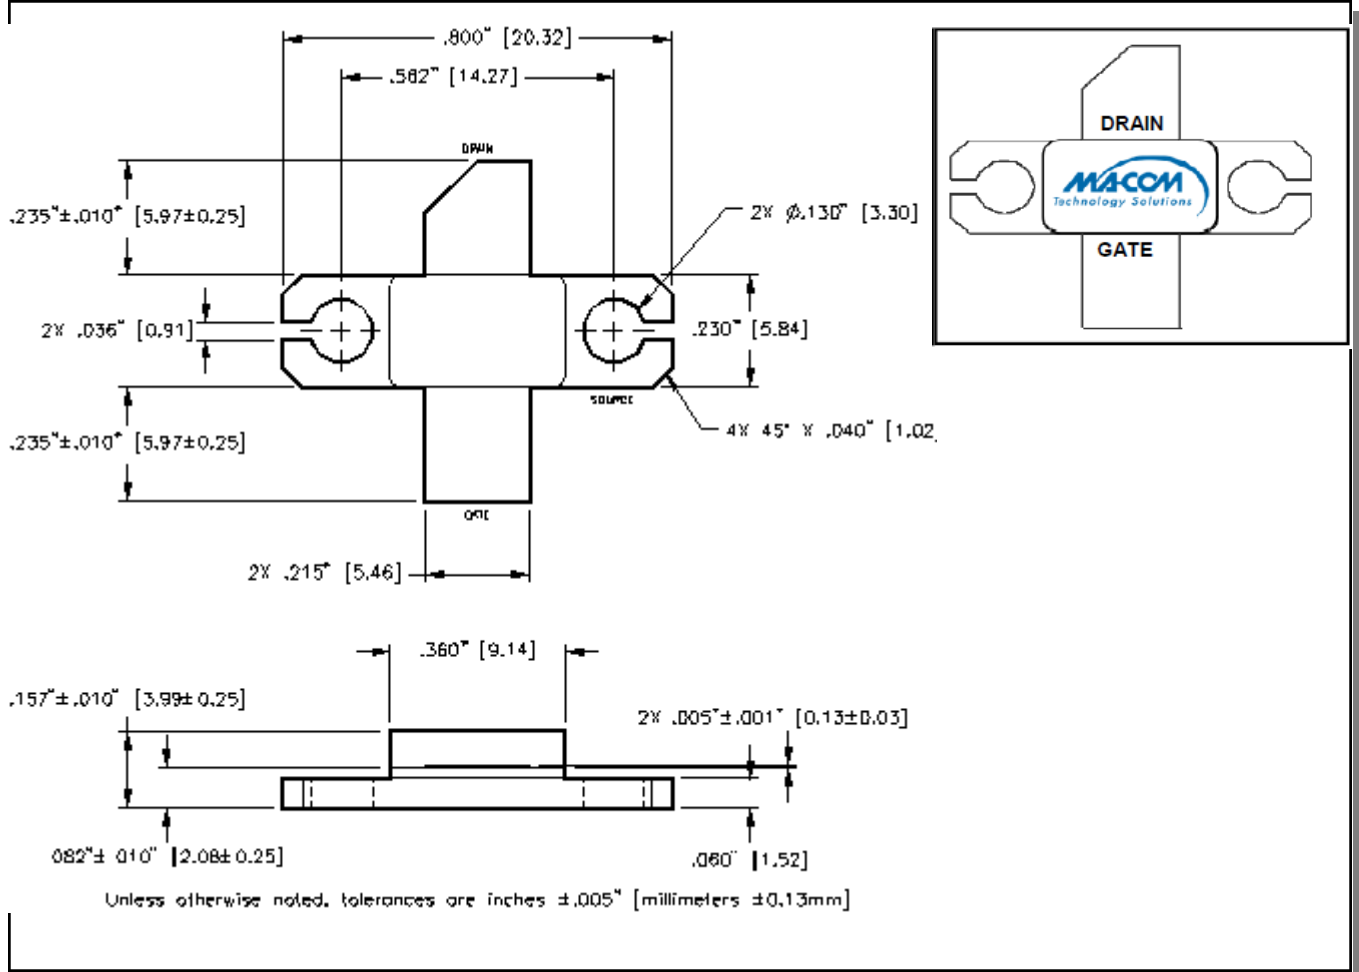 .800" [20.32]
.562" [14.27]
DRAIN
.235"±.010" [5.97±0.25]
2X Ø.130" [3.30]
2X .036" [0.91]
.230" [5.84]
SOURCE
.235"±.010" [5.97±0.25]
4X 45° X .040" [1.02]
GATE
2X .215" [5.46]
.360" [9.14]
.157"±.010" [3.99±0.25]
2X .005"±.001" [0.13±0.03]
.082"±.010" [2.08±0.25]
.060" [1.52]
Unless otherwise noted, tolerances are inches ±.005" [millimeters ±0.13mm]
DRAIN
MACOM
Technology Solutions
GATE